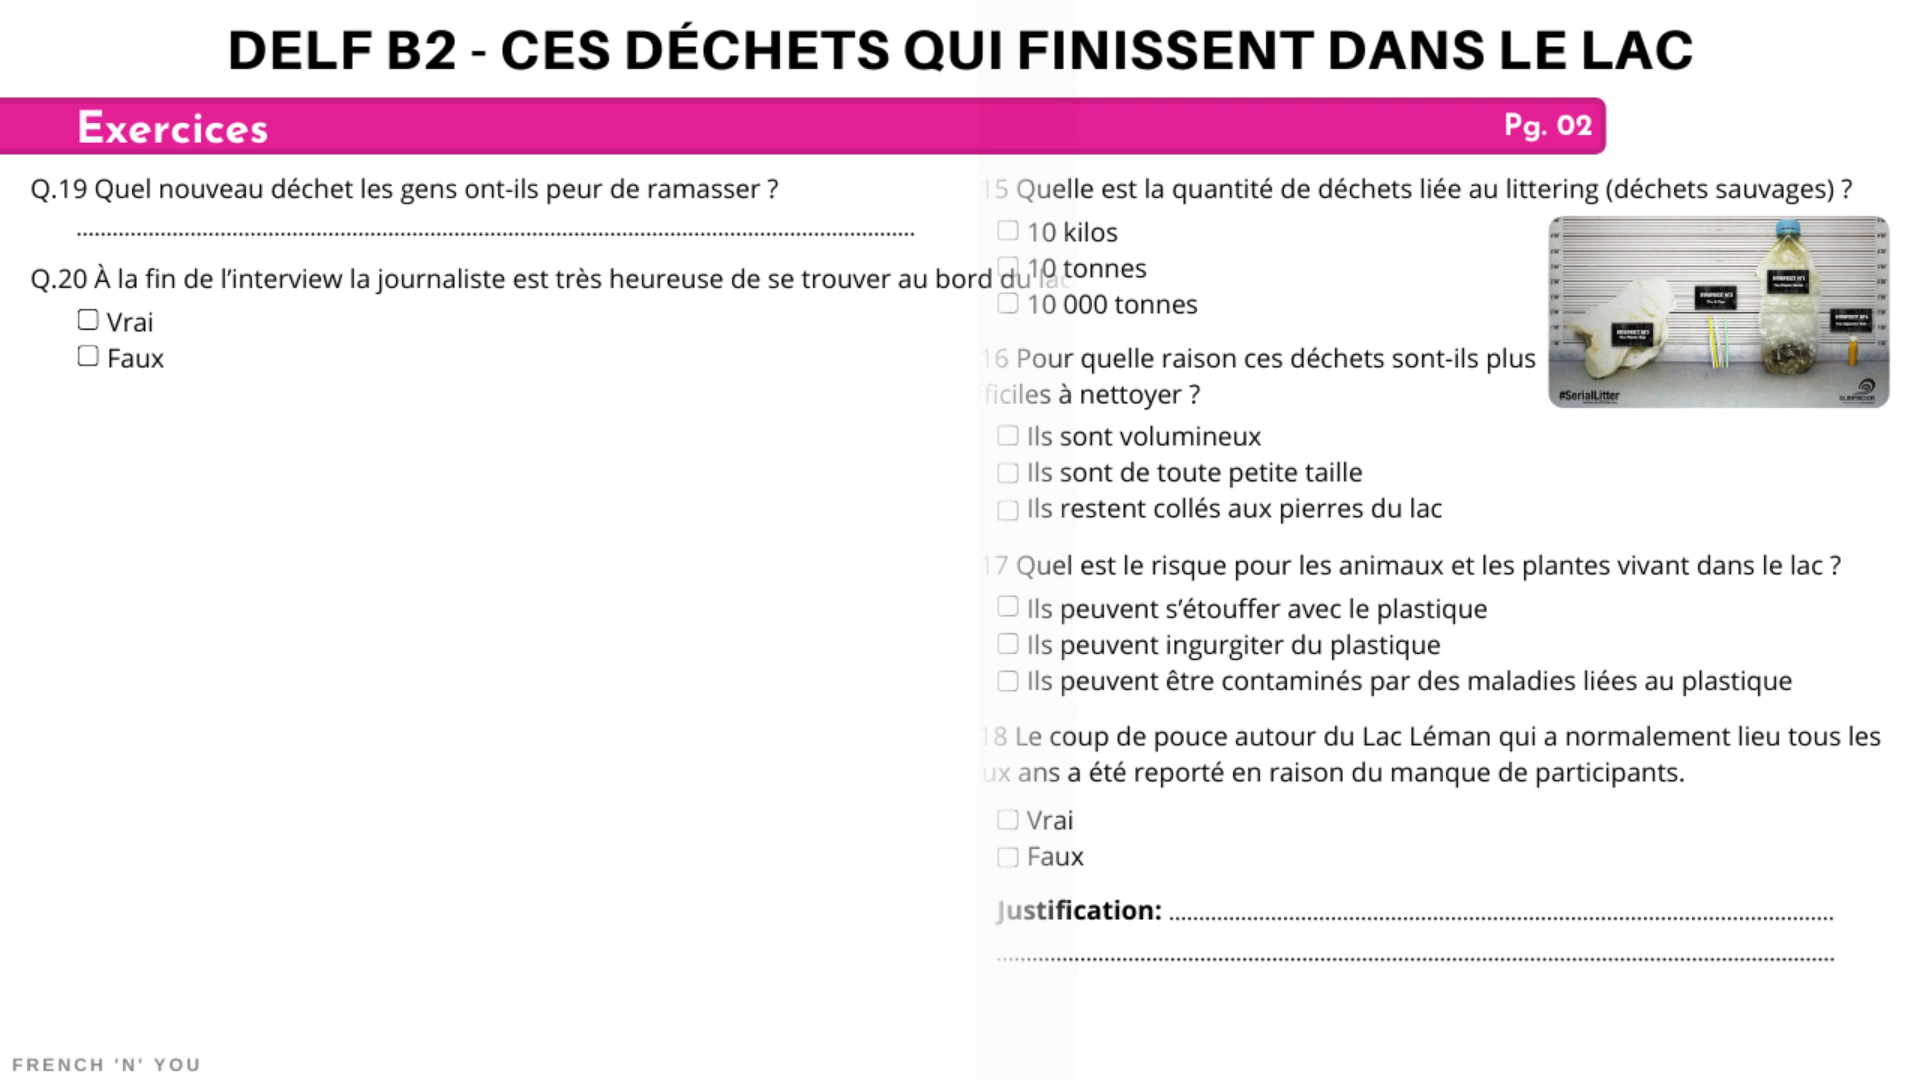 DELF B2 - CES DÉCHETS QUI FINISSENT DANS LE LAC
Exercices
Pg. 02
Q.19 Quel nouveau déchet les gens ont-ils peur de ramasser ?
Q.20 À la fin de l’interview la journaliste est très heureuse de se trouver au bord du lac
Vrai
Faux
15 Quelle est la quantité de déchets liée au littering (déchets sauvages) ?
10 kilos
10 tonnes
10 000 tonnes
16 Pour quelle raison ces déchets sont-ils plus
fficiles à nettoyer ?
Ils sont volumineux
Ils sont de toute petite taille
Ils restent collés aux pierres du lac
17 Quel est le risque pour les animaux et les plantes vivant dans le lac ?
Ils peuvent s’étouffer avec le plastique
Ils peuvent ingurgiter du plastique
Ils peuvent être contaminés par des maladies liées au plastique
18 Le coup de pouce autour du Lac Léman qui a normalement lieu tous les
ux ans a été reporté en raison du manque de participants.
Vrai
Faux
Justification:
#SerialLitter
FRENCH 'N' YOU